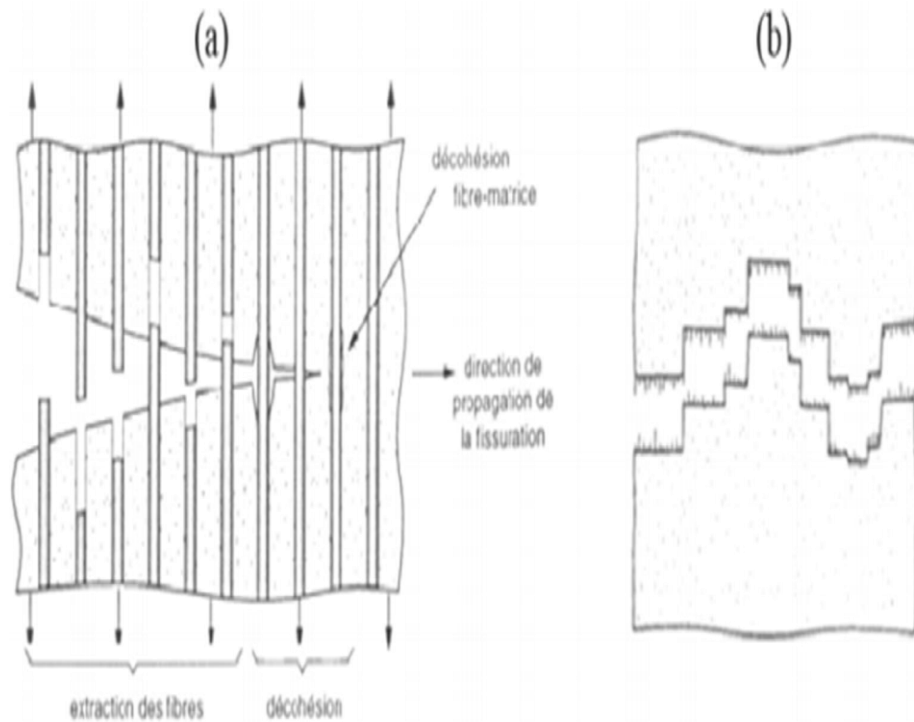 (a)
(b)
décohésion
fibre-matrice
direction de
propagation de
la fissuration
extraction des fibres
décohésion